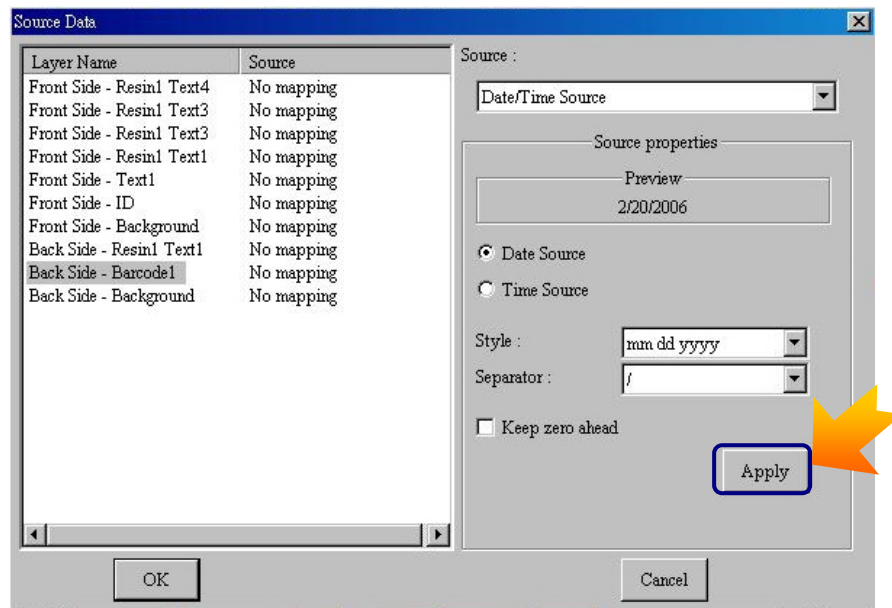 Source Data
Layer Name Source
Front Side - Resin1 Text4 No mapping
Front Side - Resin1 Text3 No mapping
Front Side - Resin1 Text3 No mapping
Front Side - Resin1 Text1 No mapping
Front Side - Text1 No mapping
Front Side - ID No mapping
Front Side - Background No mapping
Back Side - Resin1 Text1 No mapping
Back Side - Barcode1 No mapping
Back Side - Background No mapping
Source :
Date/Time Source
Source properties
Preview
2/20/2006
Date Source
Time Source
Style : mm dd yyyy
Separator : /
Keep zero ahead
Apply
OK Cancel